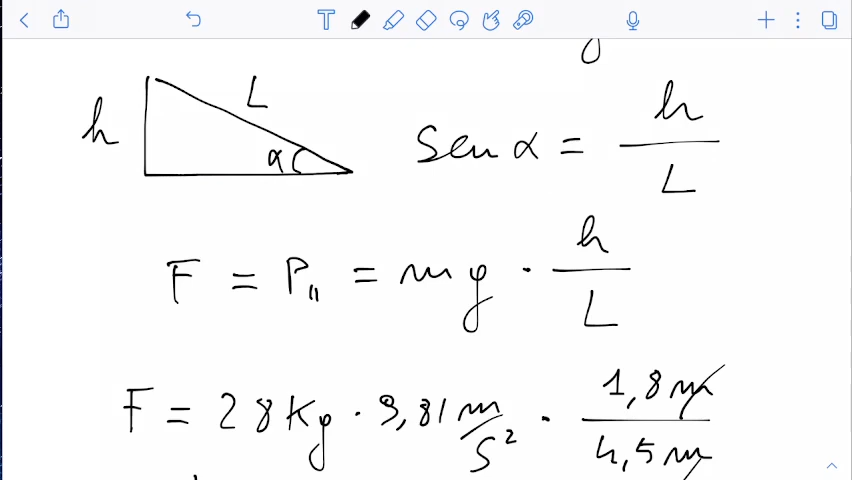 h
L
α
sen α = h / L
F = P" = mg · h / L
F = 28 Kg · 9,81 m/s² · 1,8 m / 4,5 m